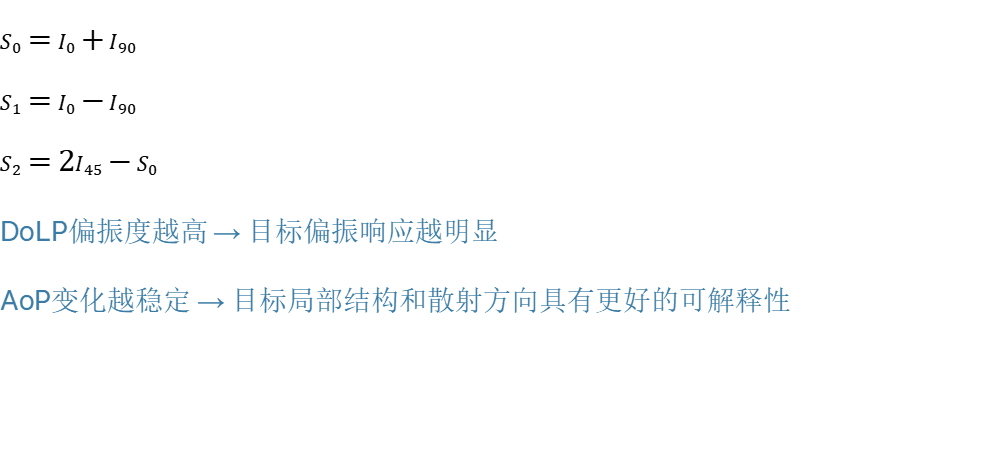 S₀ = I₀ + I₉₀
S₁ = I₀ − I₉₀
S₂ = 2I₄₅ − S₀
DoLP偏振度越高 → 目标偏振响应越明显
AoP变化越稳定 → 目标局部结构和散射方向具有更好的可解释性